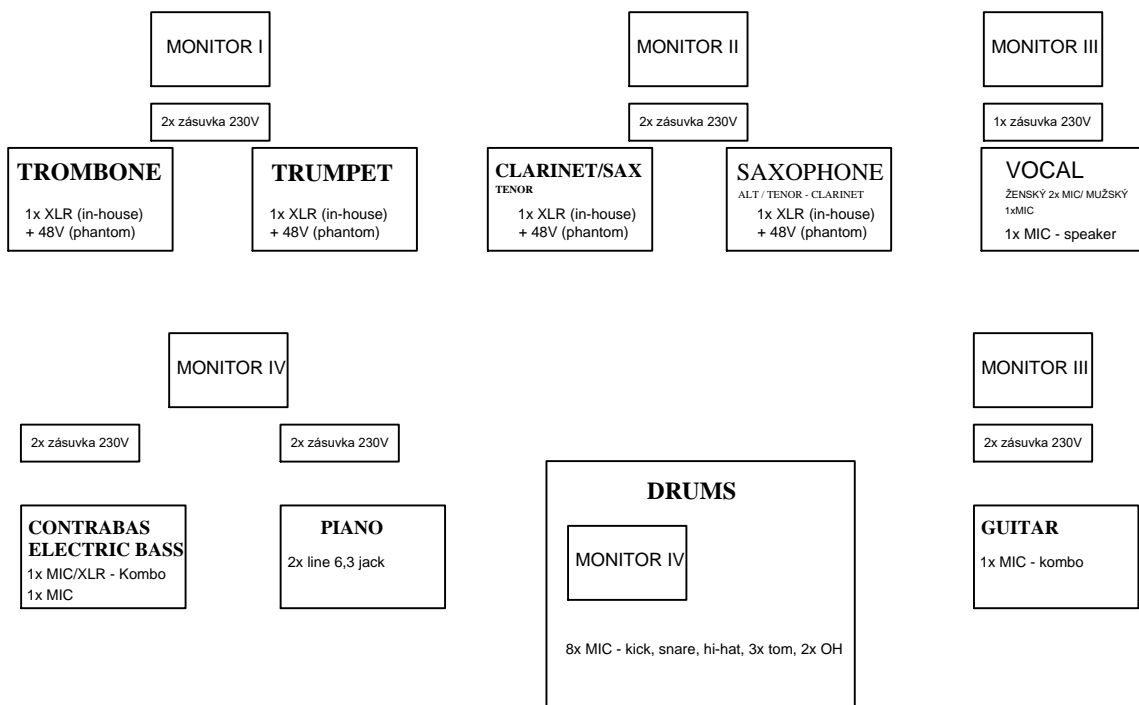 MONITOR I
MONITOR II
MONITOR III
2x zásuvka 230V
2x zásuvka 230V
1x zásuvka 230V
TROMBONE
1x XLR (in-house)
+ 48V (phantom)
TRUMPET
1x XLR (in-house)
+ 48V (phantom)
CLARINET/SAX
TENOR
1x XLR (in-house)
+ 48V (phantom)
SAXOPHONE
ALT / TENOR - CLARINET
1x XLR (in-house)
+ 48V (phantom)
VOCAL
ŽENSKÝ 2x MIC/ MUŽSKÝ
1xMIC
1x MIC - speaker
MONITOR IV
MONITOR III
2x zásuvka 230V
2x zásuvka 230V
2x zásuvka 230V
CONTRABAS
ELECTRIC BASS
1x MIC/XLR - Kombo
1x MIC
PIANO
2x line 6,3 jack
DRUMS
MONITOR IV
8x MIC - kick, snare, hi-hat, 3x tom, 2x OH
GUITAR
1x MIC - kombo